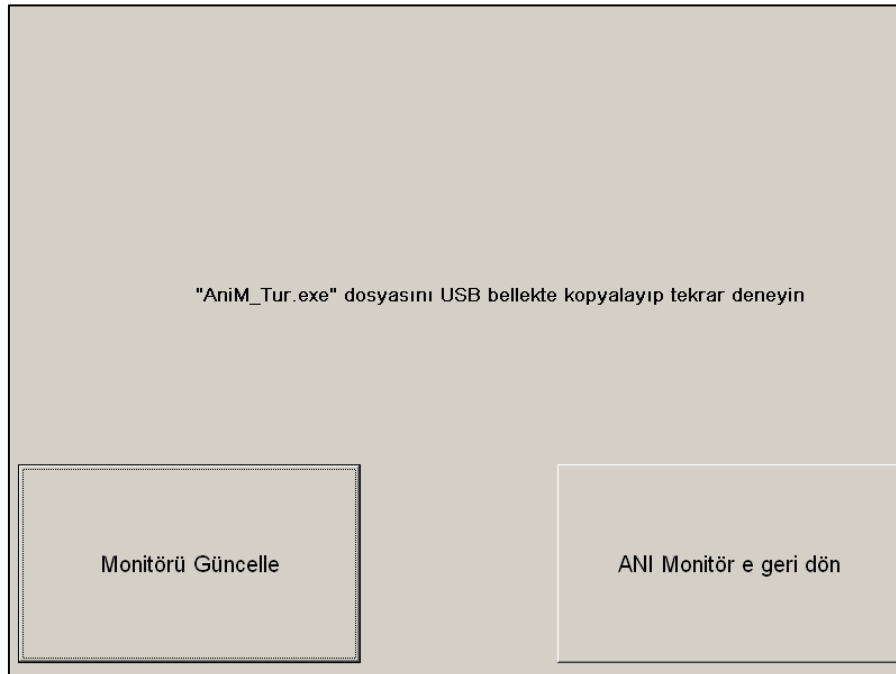 "AniM_Tur.exe" dosyasını USB bellekte kopyalayıp tekrar deneyin
Monitörü Güncelle
ANI Monitör e geri dön